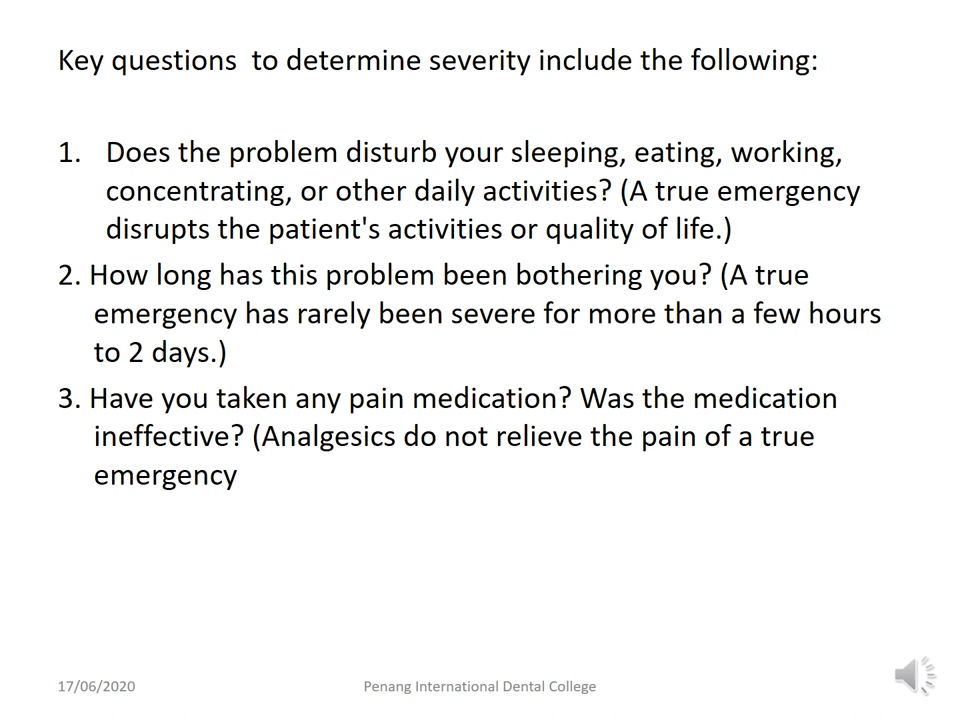 Key questions  to determine severity include the following:
1. Does the problem disturb your sleeping, eating, working,
concentrating, or other daily activities? (A true emergency
disrupts the patient's activities or quality of life.)
2. How long has this problem been bothering you? (A true
emergency has rarely been severe for more than a few hours
to 2 days.)
3. Have you taken any pain medication? Was the medication
ineffective? (Analgesics do not relieve the pain of a true
emergency
17/06/2020
Penang International Dental College